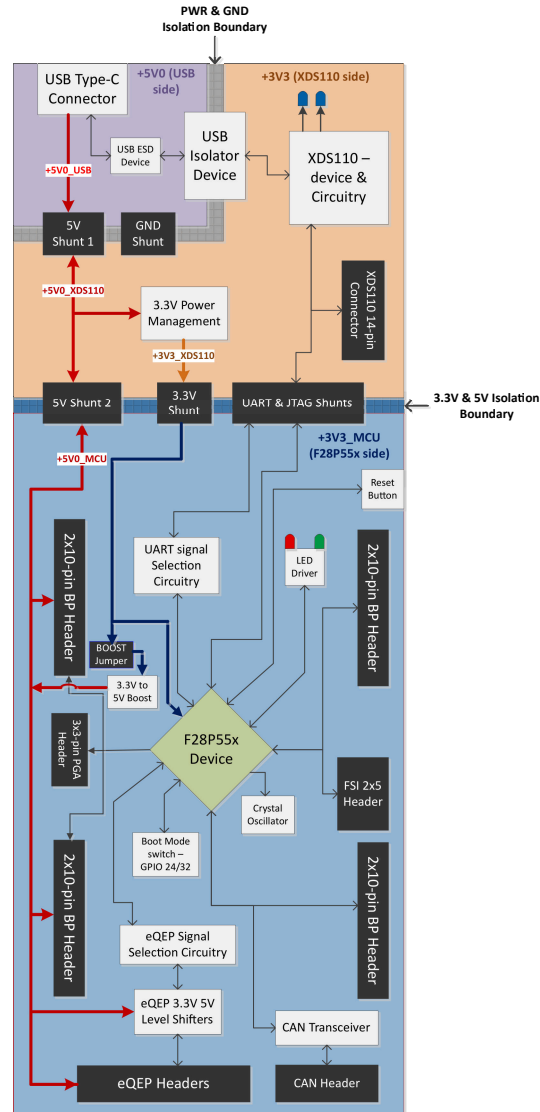 PWR & GND
Isolation Boundary
+5V0 (USB
side)
+3V3 (XDS110 side)
USB Type-C
Connector
USB ESD
Device
USB
Isolator
Device
XDS110 –
device &
Circuitry
+5V0_USB
5V
Shunt 1
GND
Shunt
+5V0_XDS110
3.3V Power
Management
XDS110 14-pin
Connector
+3V3_XDS110
5V Shunt 2
3.3V
Shunt
UART & JTAG Shunts
3.3V & 5V Isolation
Boundary
+3V3_MCU
(F28P55x side)
+5V0_MCU
Reset
Button
2x10-pin BP Header
UART signal
Selection
Circuitry
LED
Driver
2x10-pin BP Header
BOOST
Jumper
3.3V to
5V Boost
3x3-pin PGA
Header
F28P55x
Device
FSI 2x5
Header
Crystal
Oscillator
Boot Mode
switch –
GPIO 24/32
2x10-pin BP Header
2x10-pin BP Header
eQEP Signal
Selection Circuitry
eQEP 3.3V 5V
Level Shifters
CAN Transceiver
eQEP Headers
CAN Header